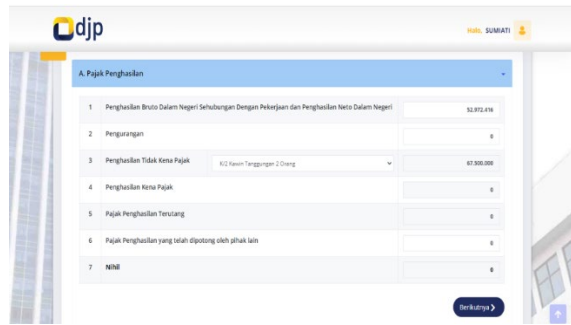 djp
Halo, SUMIATI
A. Pajak Penghasilan
1 Penghasilan Bruto Dalam Negeri Sehubungan Dengan Pekerjaan dan Penghasilan Neto Dalam Negeri 52.972.416
2 Pengurangan 0
3 Penghasilan Tidak Kena Pajak K/2 Kawin Tanggungan 2 Orang 67.500.000
4 Penghasilan Kena Pajak 0
5 Pajak Penghasilan Terutang 0
6 Pajak Penghasilan yang telah dipotong oleh pihak lain 0
7 Nihil 0
Berikutnya